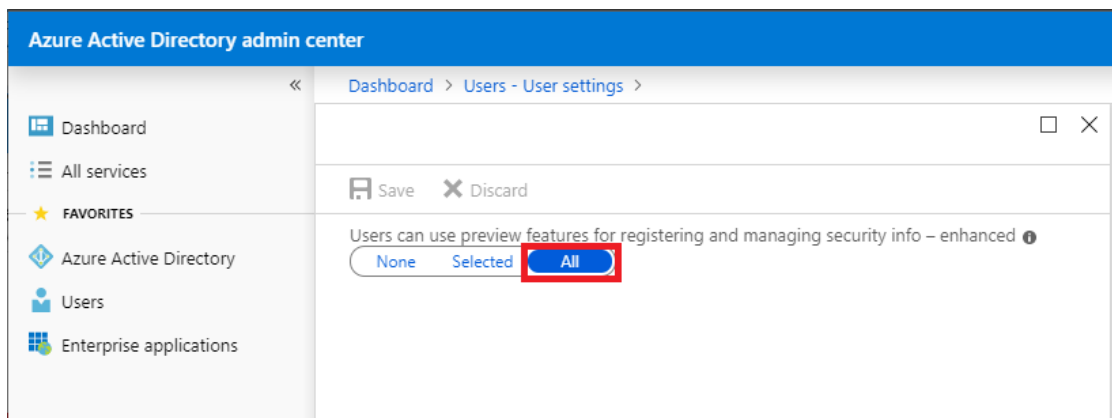 Azure Active Directory admin center
«
Dashboard > Users - User settings >
Dashboard
All services
FAVORITES
Azure Active Directory
Users
Enterprise applications
Save Discard
Users can use preview features for registering and managing security info – enhanced
None Selected All